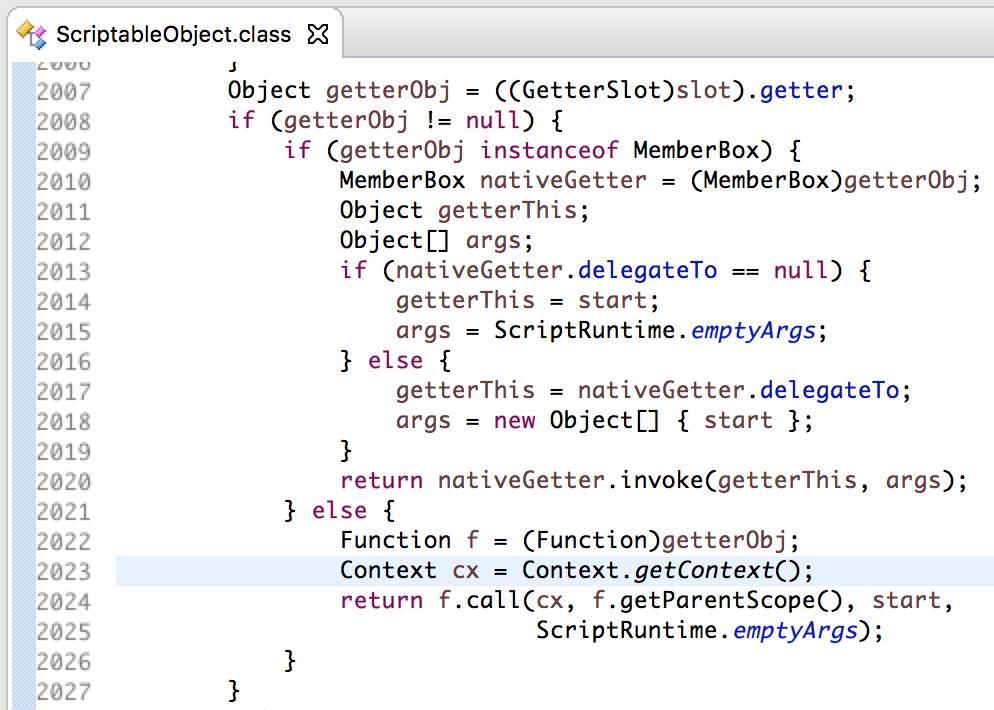 ScriptableObject.class
2006 }
2007 Object getterObj = ((GetterSlot)slot).getter;
2008 if (getterObj != null) {
2009 if (getterObj instanceof MemberBox) {
2010 MemberBox nativeGetter = (MemberBox)getterObj;
2011 Object getterThis;
2012 Object[] args;
2013 if (nativeGetter.delegateTo == null) {
2014 getterThis = start;
2015 args = ScriptRuntime.emptyArgs;
2016 } else {
2017 getterThis = nativeGetter.delegateTo;
2018 args = new Object[] { start };
2019 }
2020 return nativeGetter.invoke(getterThis, args);
2021 } else {
2022 Function f = (Function)getterObj;
2023 Context cx = Context.getContext();
2024 return f.call(cx, f.getParentScope(), start,
2025 ScriptRuntime.emptyArgs);
2026 }
2027 }